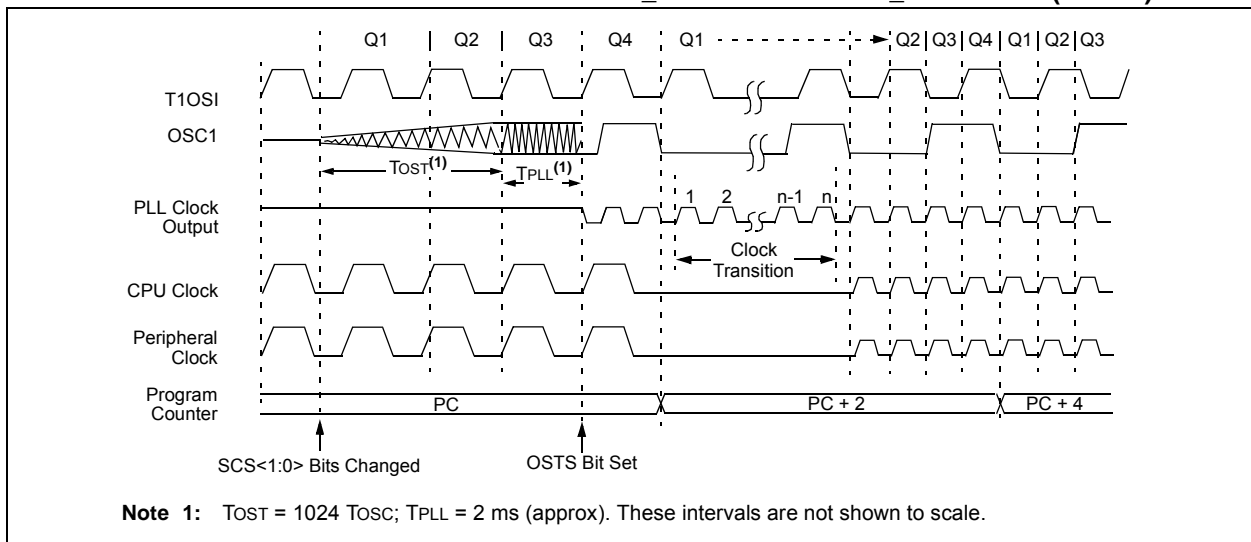 Q1 Q2 Q3 Q4 Q1 Q2 Q3 Q4 Q1 Q2 Q3
T1OSI
OSC1
TOST(1) TPLL(1)
1 2 n-1 n
PLL Clock
Output
Clock
Transition
CPU Clock
Peripheral
Clock
Program
Counter
PC PC + 2 PC + 4
SCS<1:0> Bits Changed OSTS Bit Set
Note 1: TOST = 1024 TOSC; TPLL = 2 ms (approx). These intervals are not shown to scale.